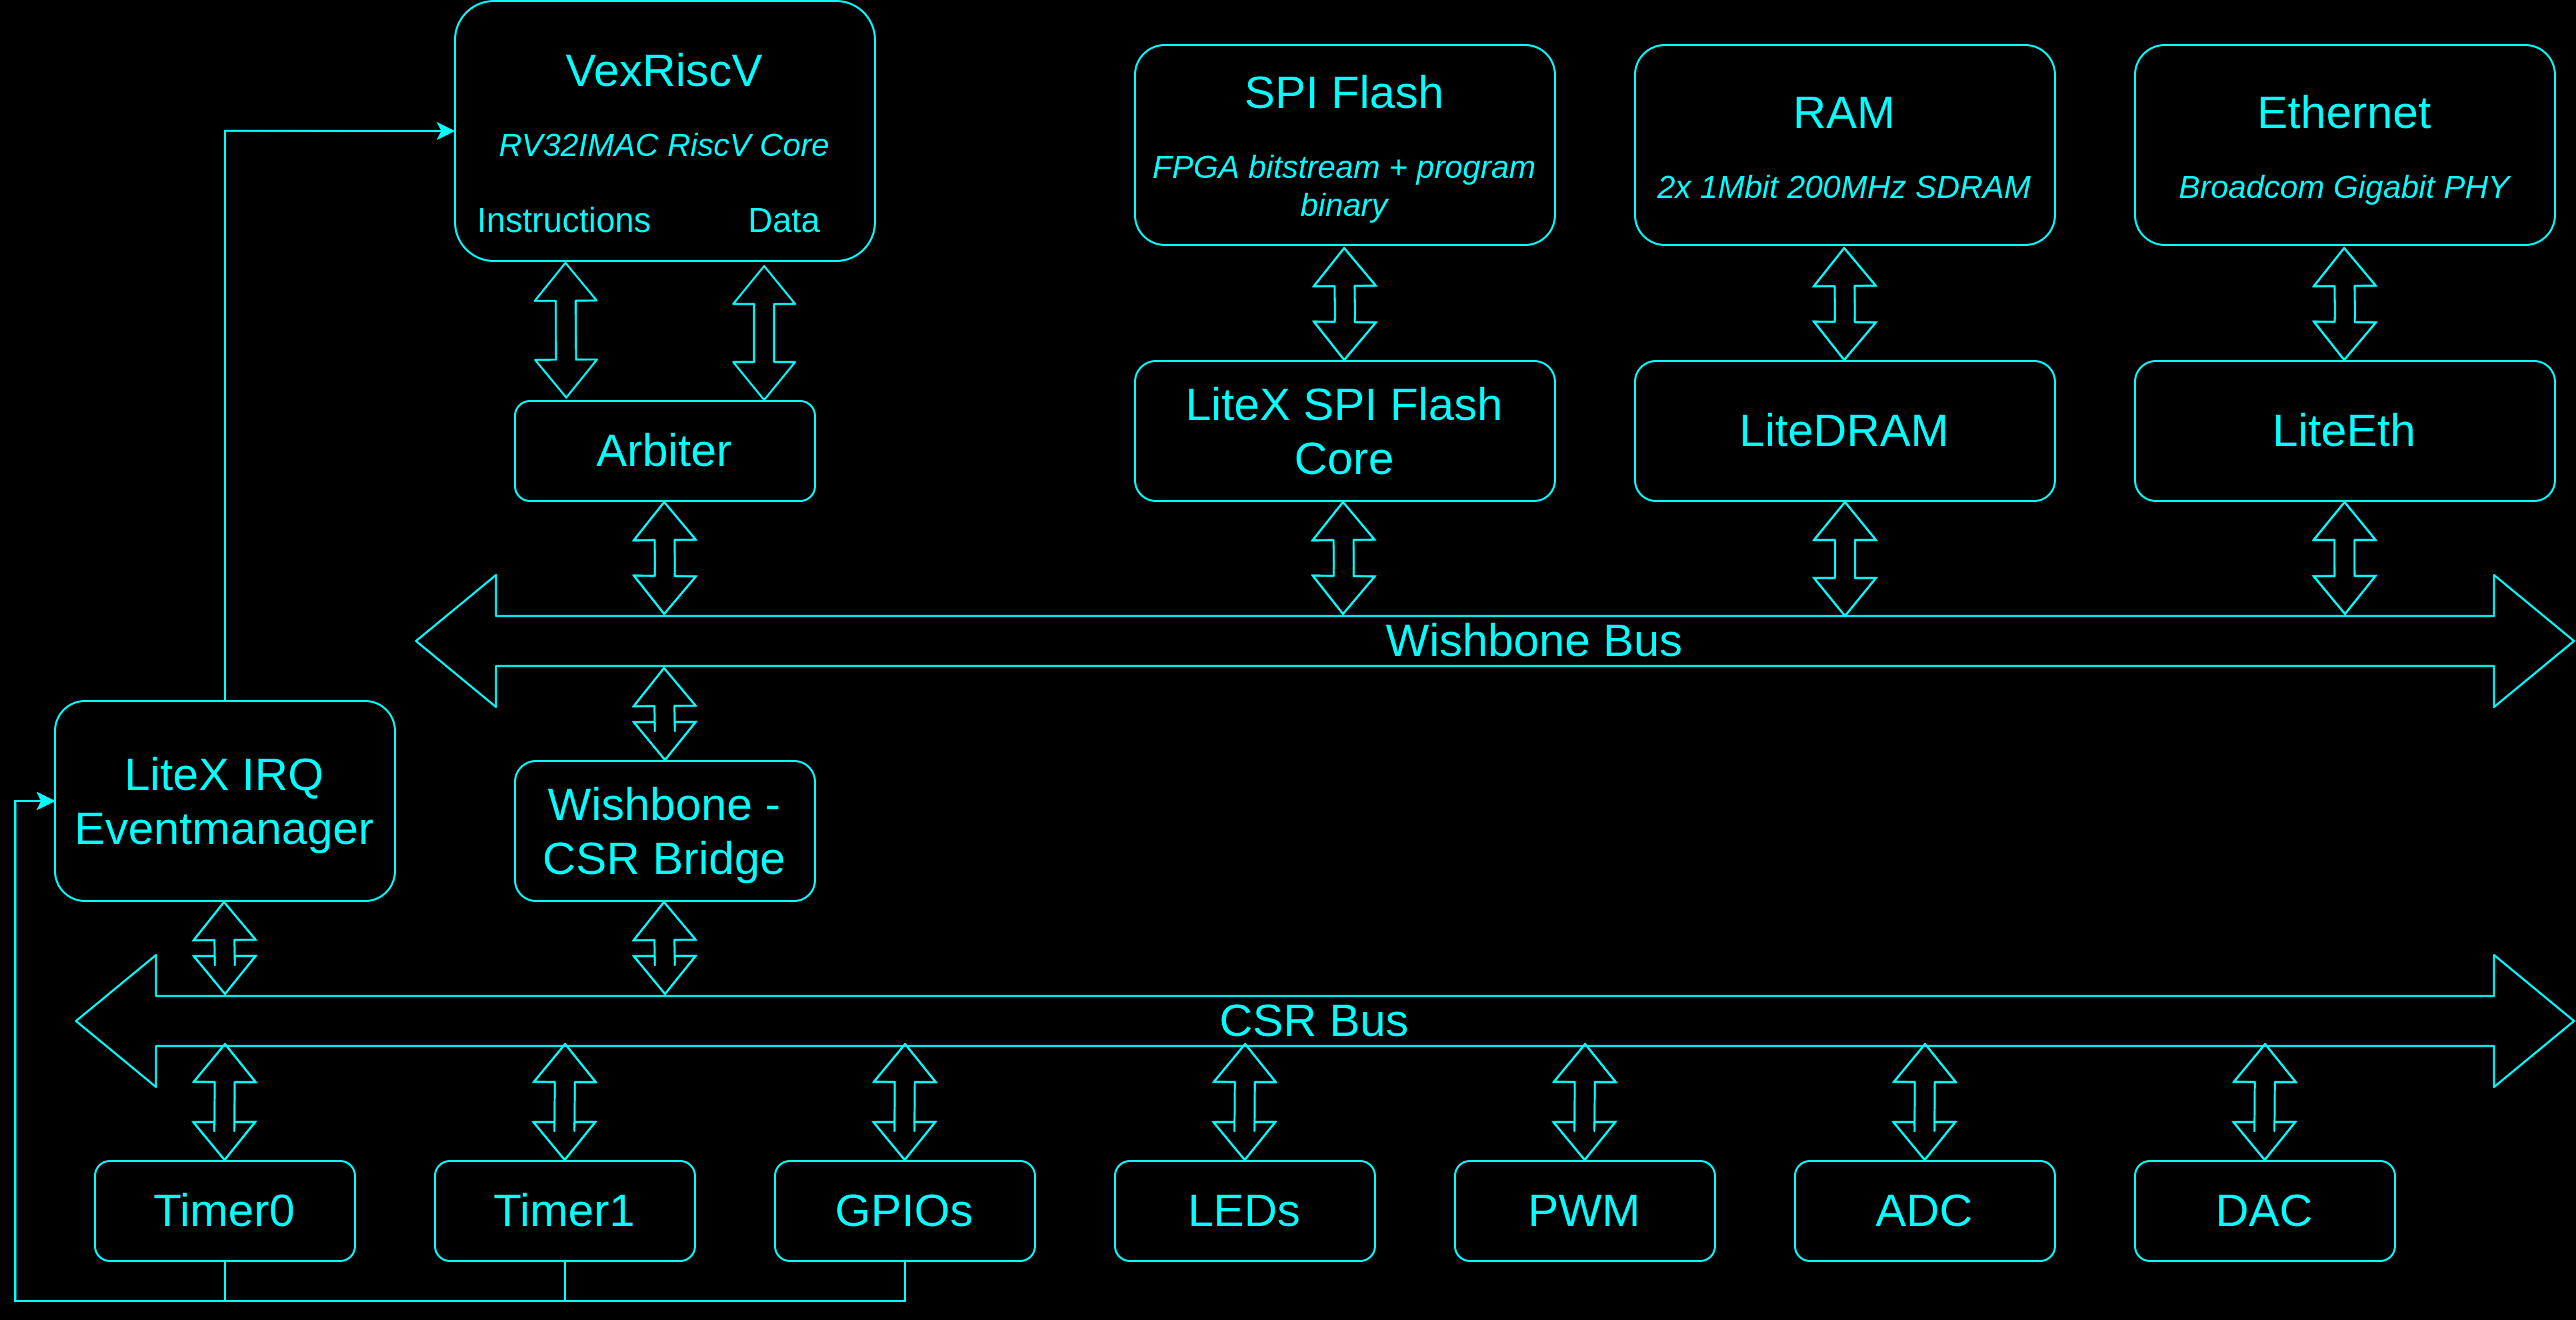 VexRiscV
RV32IMAC RiscV Core
Instructions
Data
SPI Flash
FPGA bitstream + program
binary
RAM
2x 1Mbit 200MHz SDRAM
Ethernet
Broadcom Gigabit PHY
Arbiter
LiteX SPI Flash
Core
LiteDRAM
LiteEth
Wishbone Bus
LiteX IRQ
Eventmanager
Wishbone -
CSR Bridge
CSR Bus
Timer0
Timer1
GPIOs
LEDs
PWM
ADC
DAC